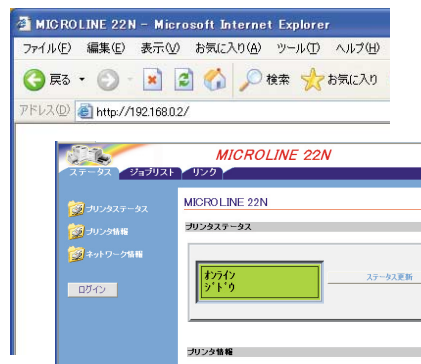 MICROLINE 22N - Microsoft Internet Explorer
ファイル(F) 編集(E) 表示(V) お気に入り(A) ツール(T) ヘルプ(H)
戻る 検索 お気に入り
アドレス(D) http://192.168.0.2/
MICROLINE 22N
ステータス ジョブリスト リンク
MICROLINE 22N
プリンタステータス
プリンタステータス
プリンタ情報
ネットワーク情報
オンライン
ジドウ
ステータス更新
ログイン
プリンタ情報